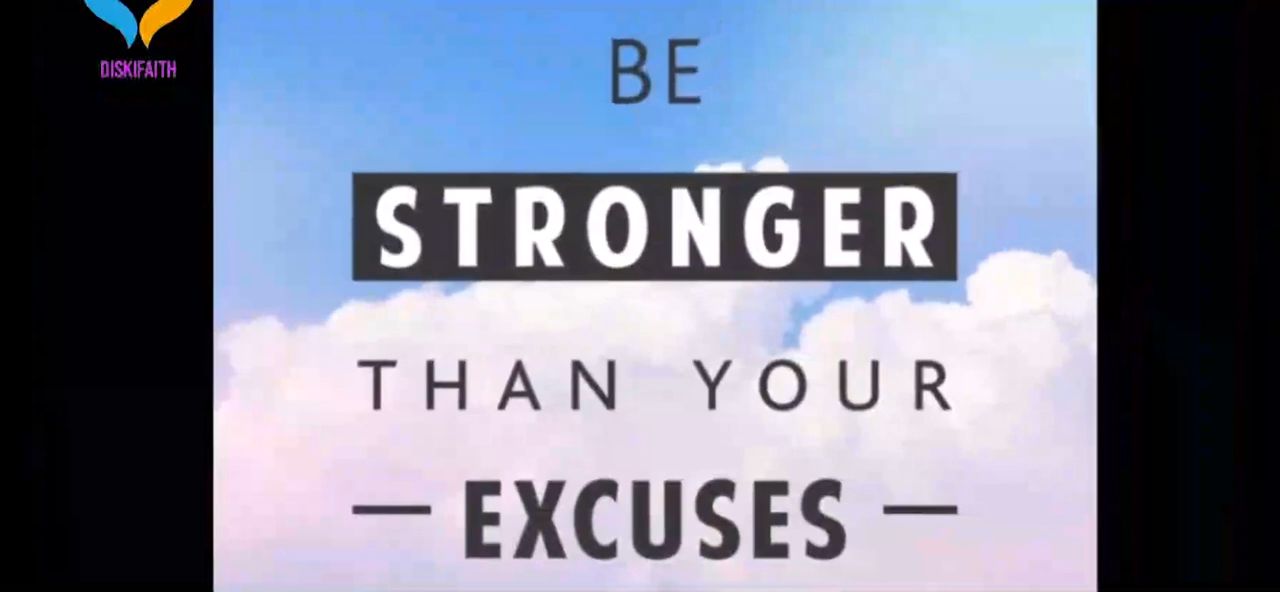 DISKIFAITH
BE
STRONGER
THAN YOUR
— EXCUSES —